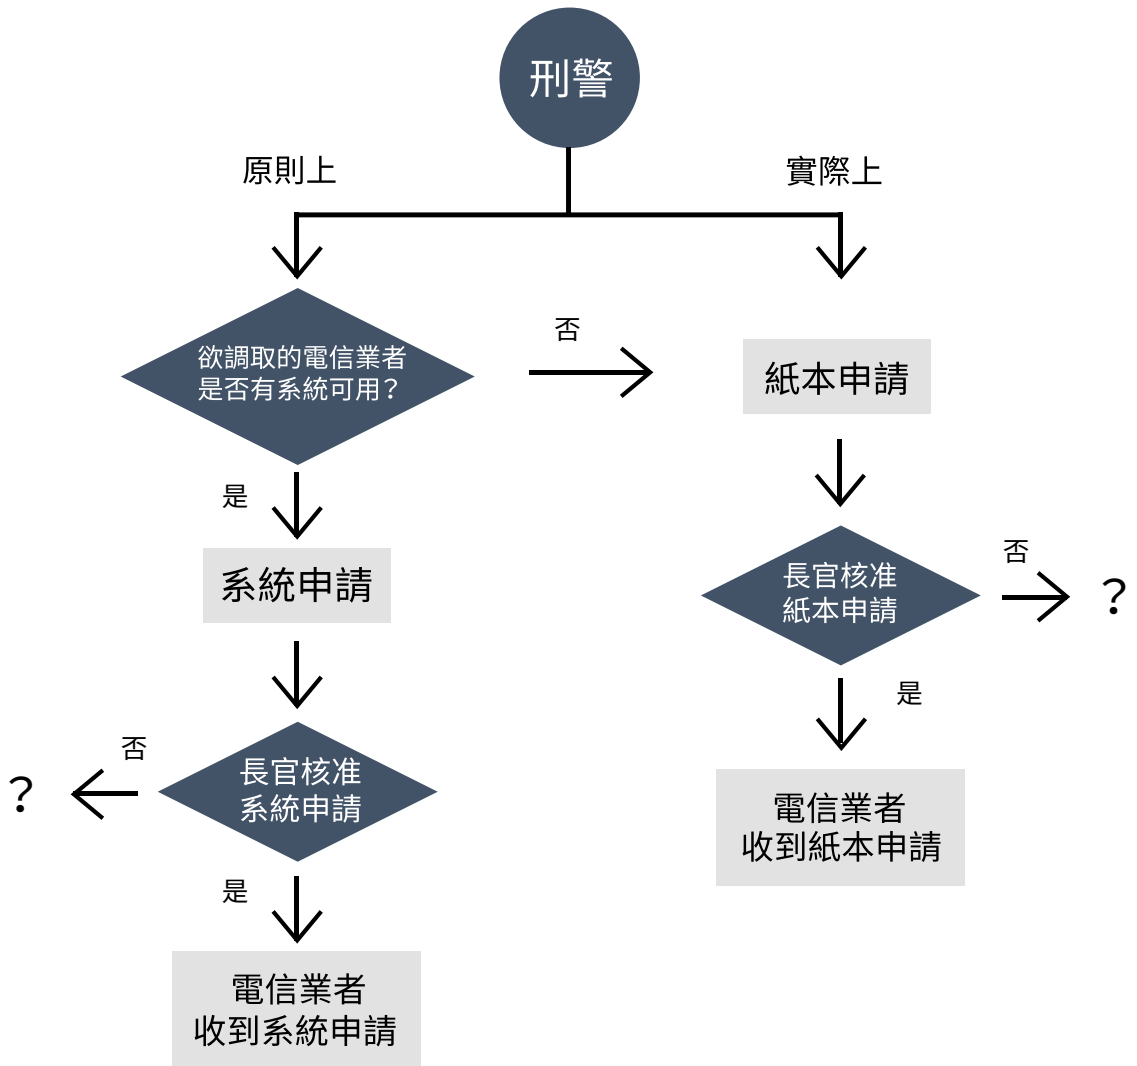 刑警
原則上
實際上
欲調取的電信業者
是否有系統可用？
否
紙本申請
是
系統申請
長官核准
紙本申請
否
？
是
長官核准
系統申請
否
？
電信業者
收到紙本申請
是
電信業者
收到系統申請